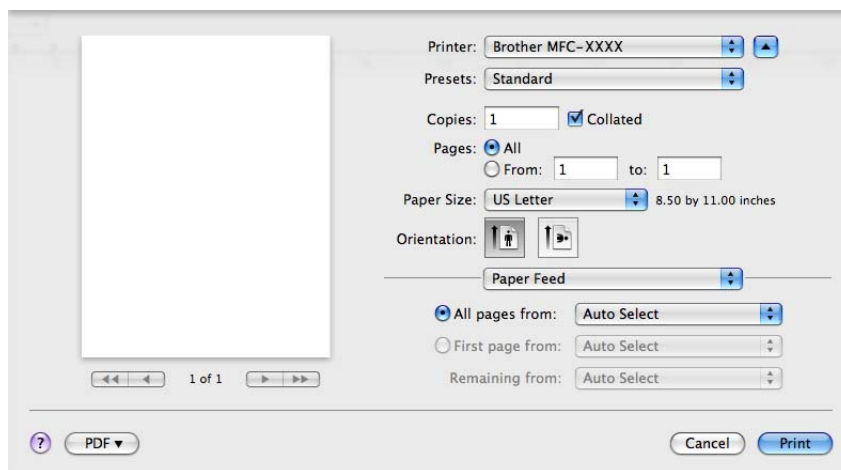 Printer: Brother MFC-XXXX
Presets: Standard
Copies: 1 Collated
Pages: All
From: 1 to: 1
Paper Size: US Letter 8.50 by 11.00 inches
Orientation:
Paper Feed
All pages from: Auto Select
First page from: Auto Select
Remaining from: Auto Select
1 of 1
? PDF ▼ Cancel Print